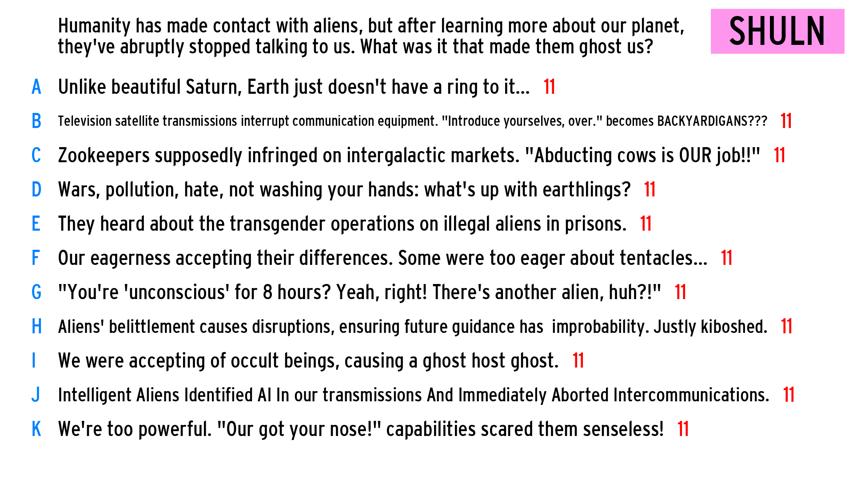 Humanity has made contact with aliens, but after learning more about our planet,
they've abruptly stopped talking to us. What was it that made them ghost us?
SHULN
A Unlike beautiful Saturn, Earth just doesn't have a ring to it... 11
B Television satellite transmissions interrupt communication equipment. "Introduce yourselves, over." becomes BACKYARDIGANS??? 11
C Zookeepers supposedly infringed on intergalactic markets. "Abducting cows is OUR job!!" 11
D Wars, pollution, hate, not washing your hands: what's up with earthlings? 11
E They heard about the transgender operations on illegal aliens in prisons. 11
F Our eagerness accepting their differences. Some were too eager about tentacles... 11
G "You're 'unconscious' for 8 hours? Yeah, right! There's another alien, huh?!" 11
H Aliens' belittlement causes disruptions, ensuring future guidance has improbability. Justly kiboshed. 11
I We were accepting of occult beings, causing a ghost host ghost. 11
J Intelligent Aliens Identified AI In our transmissions And Immediately Aborted Intercommunications. 11
K We're too powerful. "Our got your nose!" capabilities scared them senseless! 11